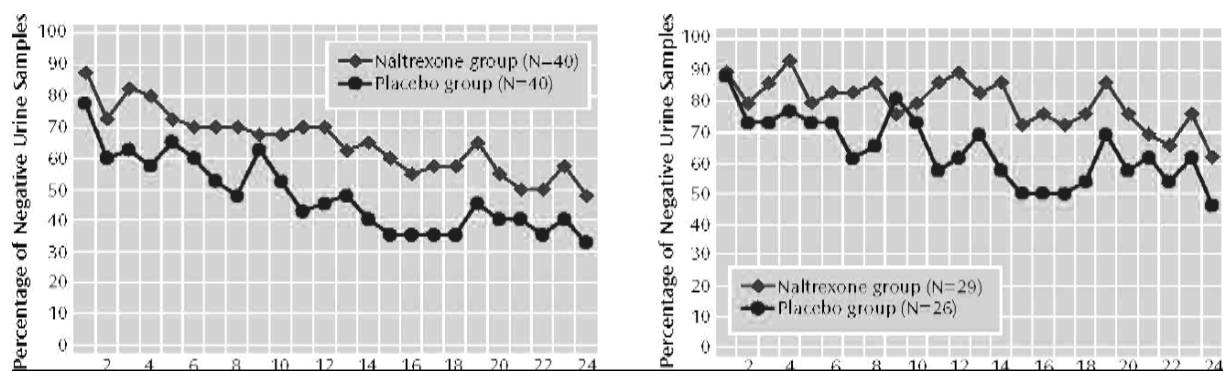 Percentage of Negative Urine Samples
100
90
80
70
60
50
40
30
20
10
0
Naltrexone group (N=40)
Placebo group (N=40)
2 4 6 8 10 12 14 16 18 20 22 24
Percentage of Negative Urine Samples
100
90
80
70
60
50
40
30
20
10
0
Naltrexone group (N=29)
Placebo group (N=26)
2 4 6 8 10 12 14 16 18 20 22 24